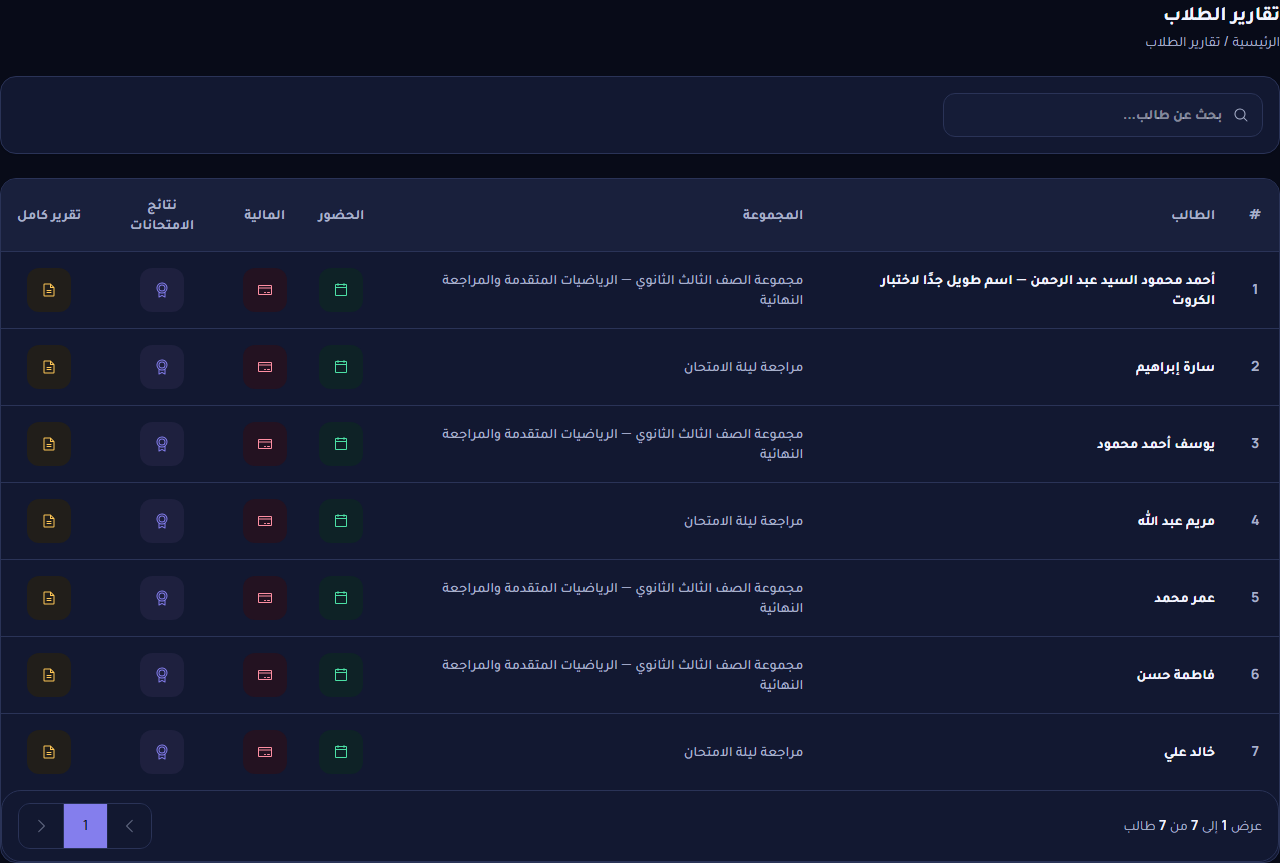 تقارير الطلاب
الرئيسية / تقارير الطلاب
بحث عن طالب...
# الطالب المجموعة الحضور المالية نتائج الامتحانات تقرير كامل
1 أحمد محمود السيد عبد الرحمن — اسم طويل جدًا لاختبار الكروت مجموعة الصف الثالث الثانوي — الرياضيات المتقدمة والمراجعة النهائية
2 سارة إبراهيم مراجعة ليلة الامتحان
3 يوسف أحمد محمود مجموعة الصف الثالث الثانوي — الرياضيات المتقدمة والمراجعة النهائية
4 مريم عبد الله مراجعة ليلة الامتحان
5 عمر محمد مجموعة الصف الثالث الثانوي — الرياضيات المتقدمة والمراجعة النهائية
6 فاطمة حسن مجموعة الصف الثالث الثانوي — الرياضيات المتقدمة والمراجعة النهائية
7 خالد علي مراجعة ليلة الامتحان
عرض 1 إلى 7 من 7 طالب
1